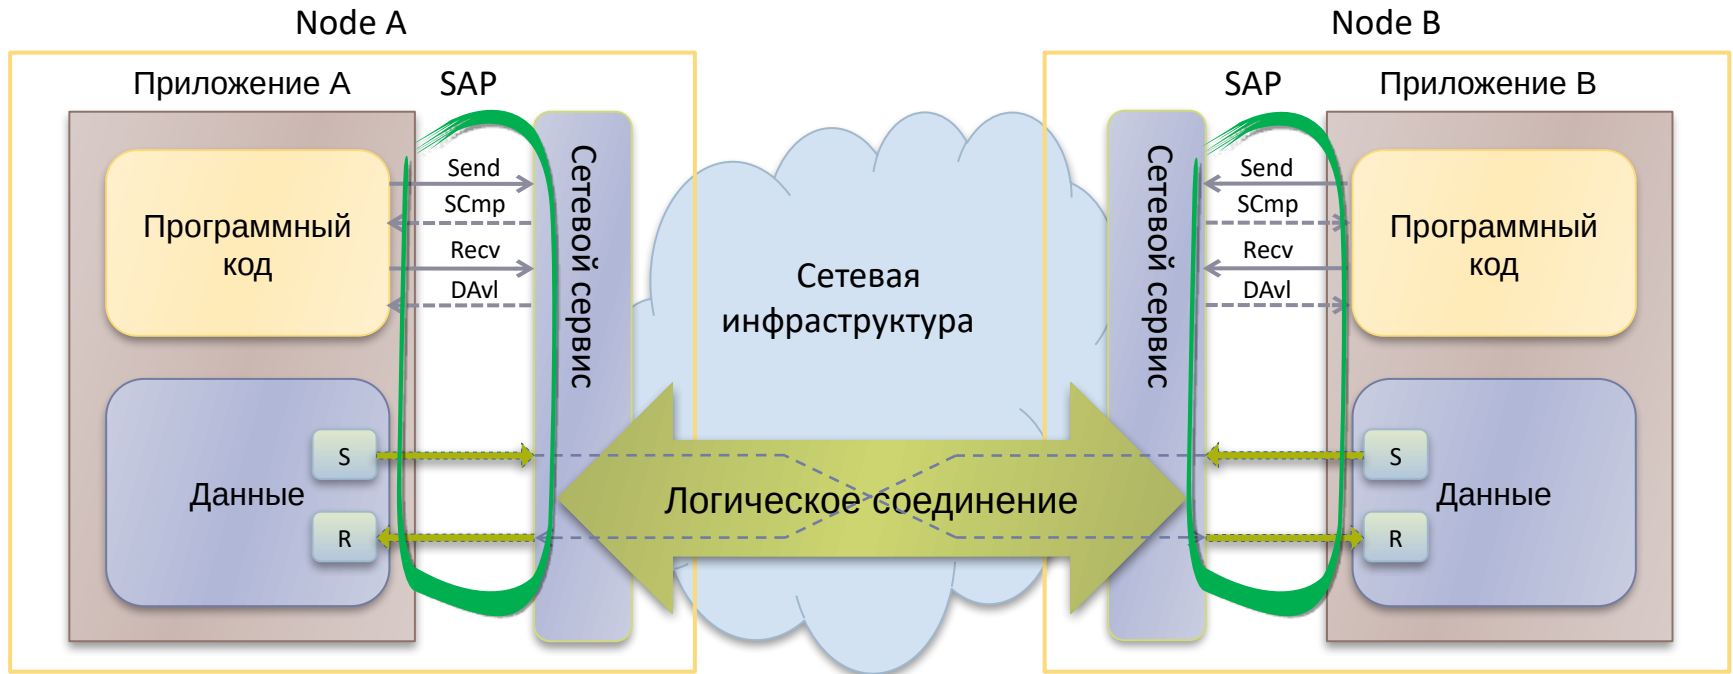 Node A
Node B
Приложение A
SAP
SAP
Приложение B
Программный
код
Send
SCmp
Recv
DAvl
Сетевой сервис
Сетевая
инфраструктура
Сетевой сервис
Send
SCmp
Recv
DAvl
Программный
код
Данные
S
R
Логическое соединение
S
R
Данные